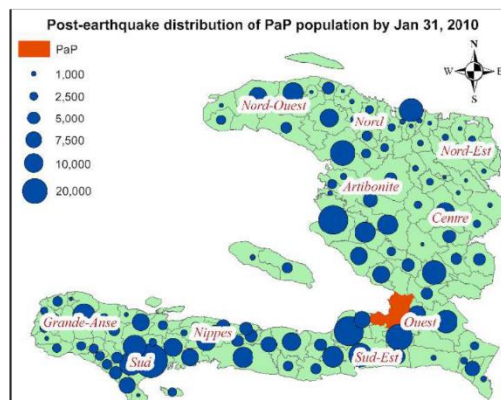 Post-earthquake distribution of PaP population by Jan 31, 2010
PaP
1,000
2,500
5,000
7,500
10,000
20,000
N
W E
S
Nord-Ouest
Nord
Nord-Est
Artibonite
Centre
Ouest
Grande-Anse
Nippes
Sud-Est
Sud